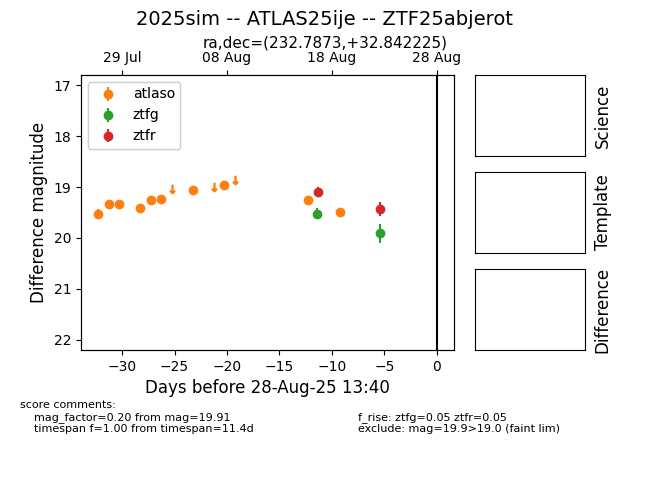 2025sim -- ATLAS25ije -- ZTF25abjerot
ra,dec=(232.7873,+32.842225)
29 Jul 08 Aug 18 Aug 28 Aug
atlaso
ztfg
ztfr
17
18
19
20
21
22
Difference magnitude
−30 −25 −20 −15 −10 −5 0
Days before 28-Aug-25 13:40
Science
Template
Difference
score comments:
mag_factor=0.20 from mag=19.91
timespan f=1.00 from timespan=11.4d
f_rise: ztfg=0.05 ztfr=0.05
exclude: mag=19.9>19.0 (faint lim)